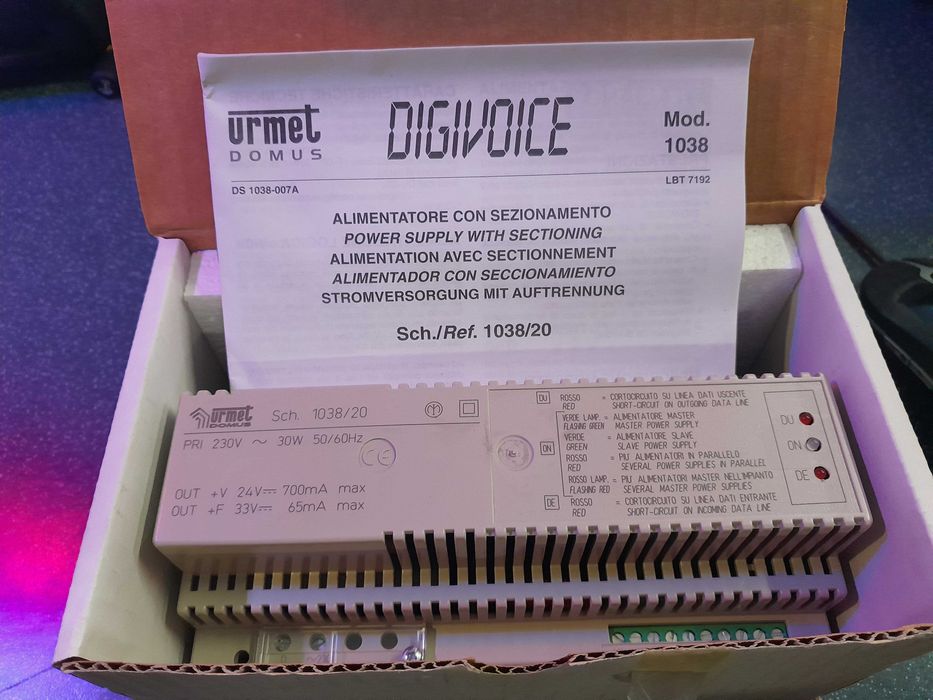 urmet
DOMUS
DIGIVOICE
Mod.
1038
DS 1038-007A
LBT 7192
ALIMENTATORE CON SEZIONAMENTO
POWER SUPPLY WITH SECTIONING
ALIMENTATION AVEC SECTIONNEMENT
ALIMENTADOR CON SECCIONAMIENTO
STROMVERSORGUNG MIT AUFTRENNUNG
Sch./Ref. 1038/20
urmet
DOMUS
Sch. 1038/20
PRI 230V ~ 30W 50/60Hz
CE
OUT +V 24V⎓ 700mA max
OUT +F 33V⎓ 65mA max
DU ROSSO = CORTOCIRCUITO SU LINEA DATI USCENTE
RED SHORT-CIRCUIT ON OUTGOING DATA LINE
VERDE LAMP. = ALIMENTATORE MASTER
FLASHING GREEN MASTER POWER SUPPLY
VERDE = ALIMENTATORE SLAVE
GREEN SLAVE POWER SUPPLY
ON ROSSO = PIU ALIMENTATORI IN PARALLELO
RED SEVERAL POWER SUPPLIES IN PARALLEL
ROSSO LAMP. = PIU ALIMENTATORI MASTER NELL'IMPIANTO
FLASHING RED SEVERAL MASTER POWER SUPPLIES
DE ROSSO = CORTOCIRCUITO SU LINEA DATI ENTRANTE
RED SHORT-CIRCUIT ON INCOMING DATA LINE
DU
ON
DE